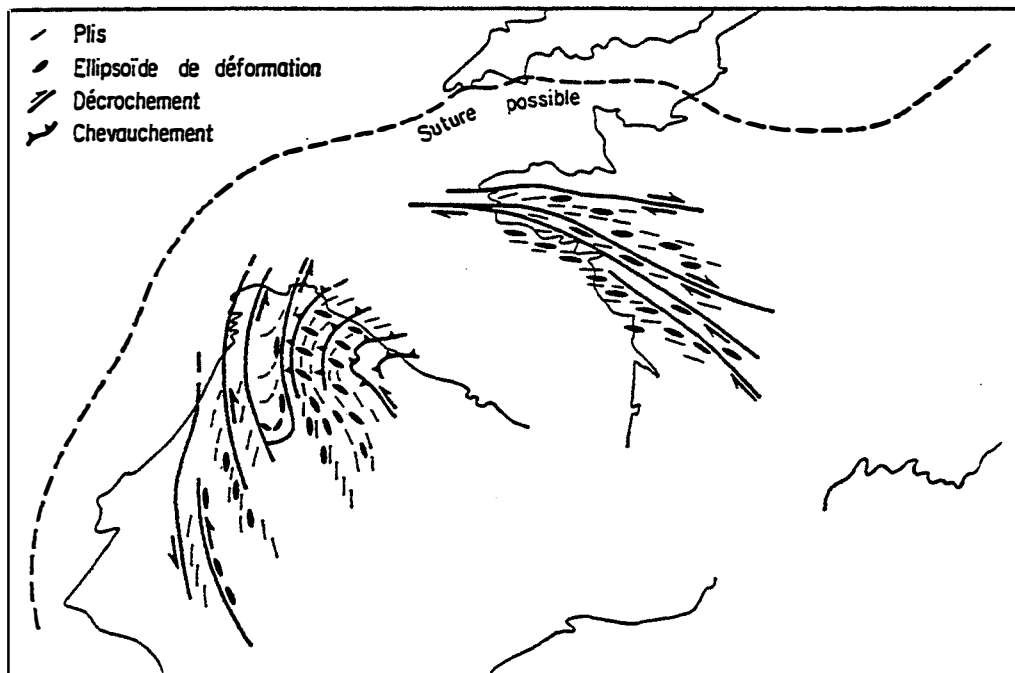 Plis
Ellipsoïde de déformation
Décrochement
Chevauchement
Suture possible